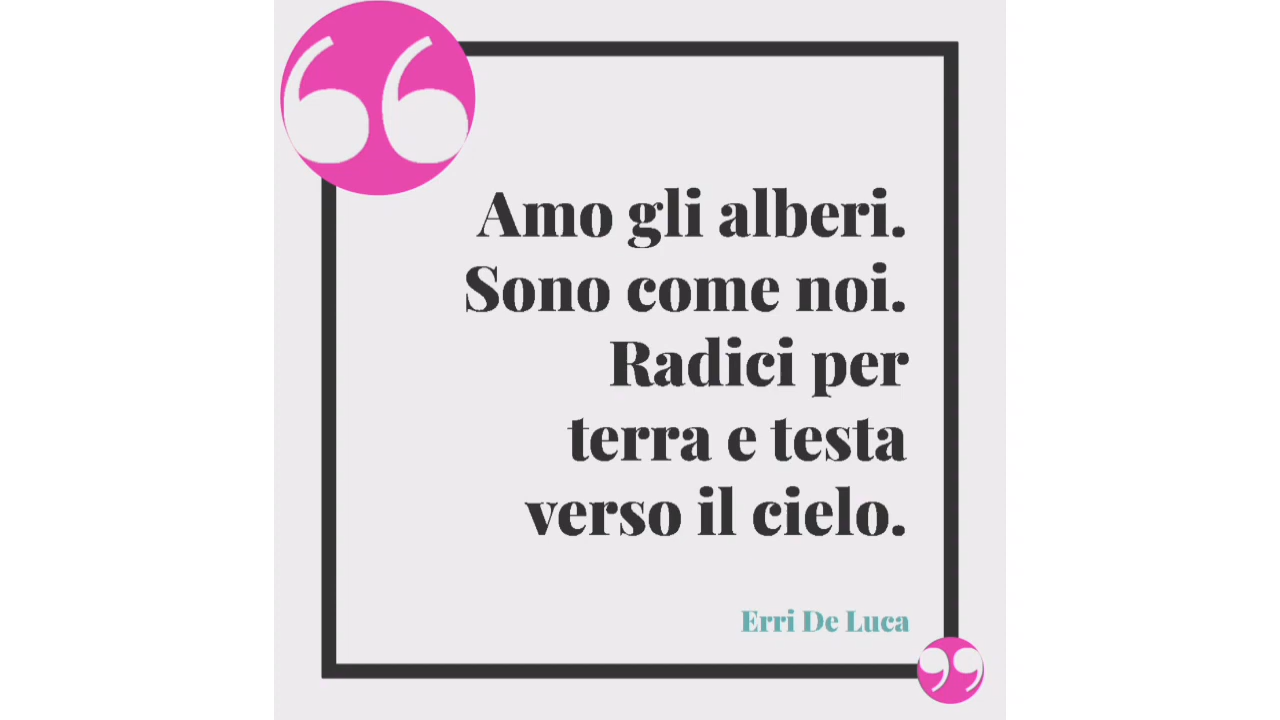 Amo gli alberi.
Sono come noi.
Radici per
terra e testa
verso il cielo.
Erri De Luca